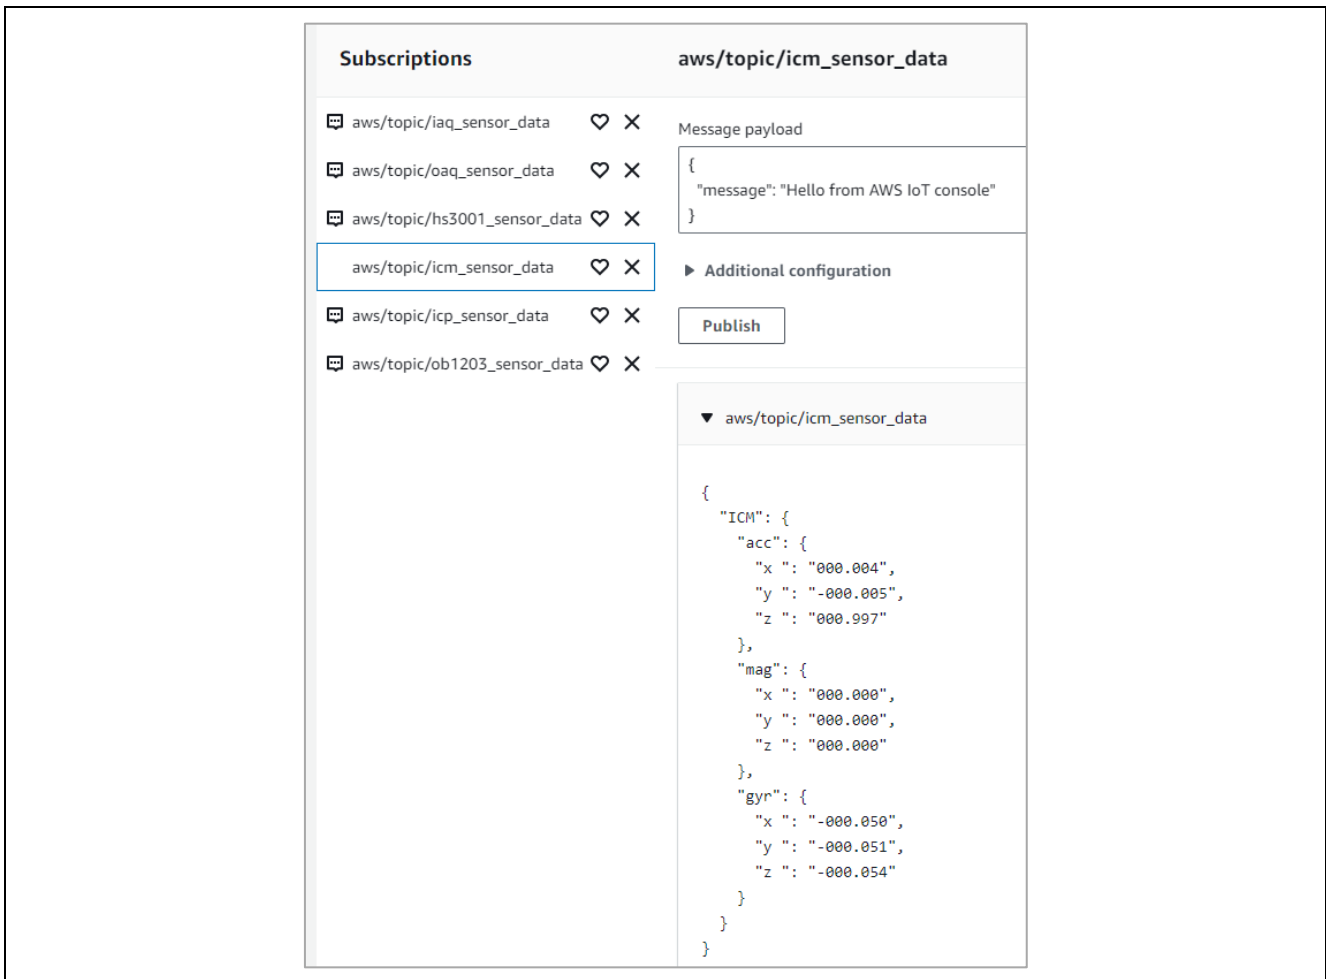 Subscriptions
aws/topic/iaq_sensor_data
aws/topic/oaq_sensor_data
aws/topic/hs3001_sensor_data
aws/topic/icm_sensor_data
aws/topic/icp_sensor_data
aws/topic/ob1203_sensor_data
aws/topic/icm_sensor_data
Message payload
{
"message": "Hello from AWS IoT console"
}
Additional configuration
Publish
aws/topic/icm_sensor_data
{
"ICM": {
"acc": {
"x ": "000.004",
"y ": "-000.005",
"z ": "000.997"
},
"mag": {
"x ": "000.000",
"y ": "000.000",
"z ": "000.000"
},
"gyr": {
"x ": "-000.050",
"y ": "-000.051",
"z ": "-000.054"
}
}
}